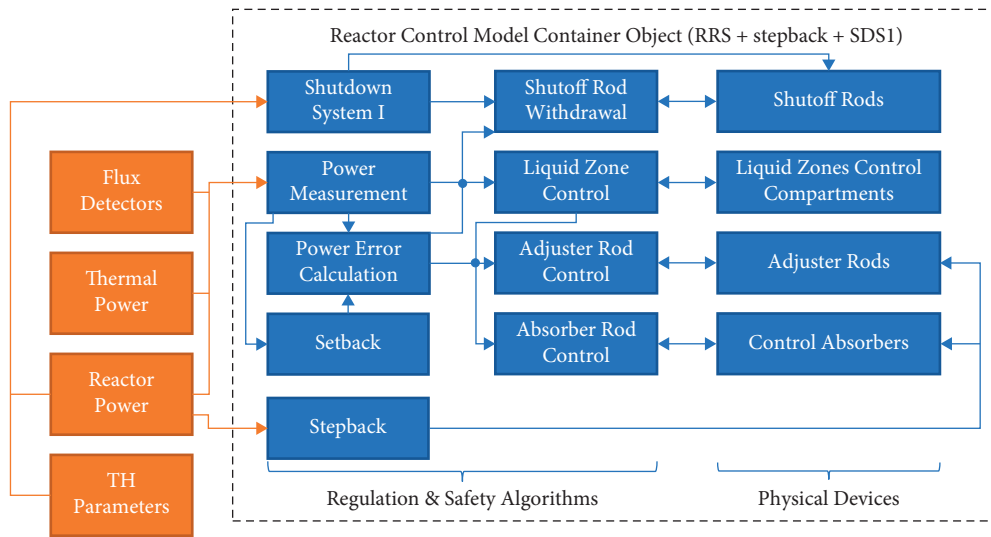 Reactor Control Model Container Object (RRS + stepback + SDS1)
Shutdown
System I
Shutoff Rod
Withdrawal
Shutoff Rods
Flux
Detectors
Power
Measurement
Liquid Zone
Control
Liquid Zones Control
Compartments
Thermal
Power
Power Error
Calculation
Adjuster Rod
Control
Adjuster Rods
Reactor
Power
Setback
Absorber Rod
Control
Control Absorbers
Stepback
TH
Parameters
Regulation & Safety Algorithms
Physical Devices